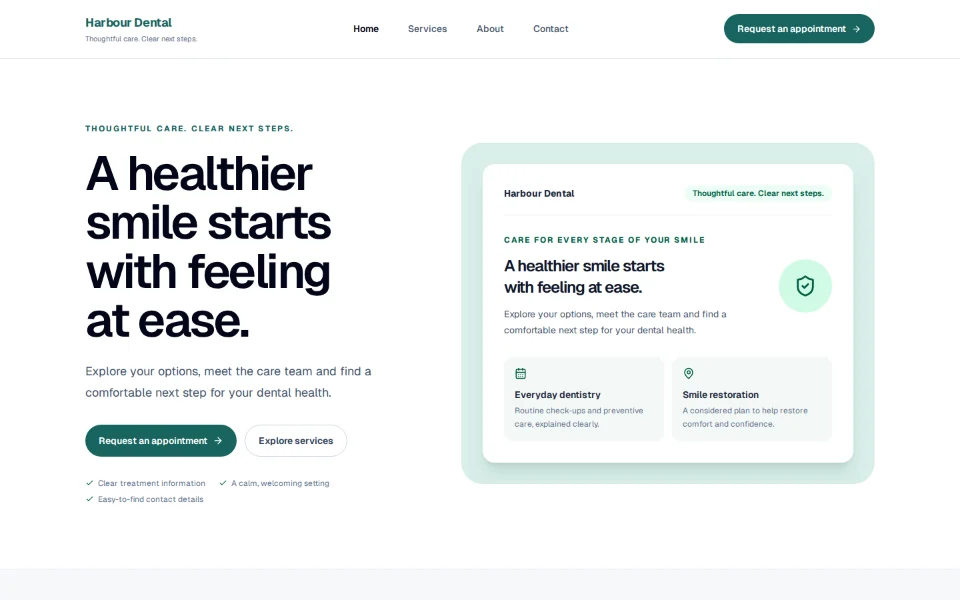 Harbour Dental
Thoughtful care. Clear next steps.
Home
Services
About
Contact
Request an appointment
THOUGHTFUL CARE. CLEAR NEXT STEPS.
A healthier
smile starts
with feeling
at ease.
Explore your options, meet the care team and find a
comfortable next step for your dental health.
Request an appointment
Explore services
Clear treatment information
A calm, welcoming setting
Easy-to-find contact details
Harbour Dental
Thoughtful care. Clear next steps.
CARE FOR EVERY STAGE OF YOUR SMILE
A healthier smile starts
with feeling at ease.
Explore your options, meet the care team and find a
comfortable next step for your dental health.
Everyday dentistry
Routine check-ups and preventive
care, explained clearly.
Smile restoration
A considered plan to help restore
comfort and confidence.